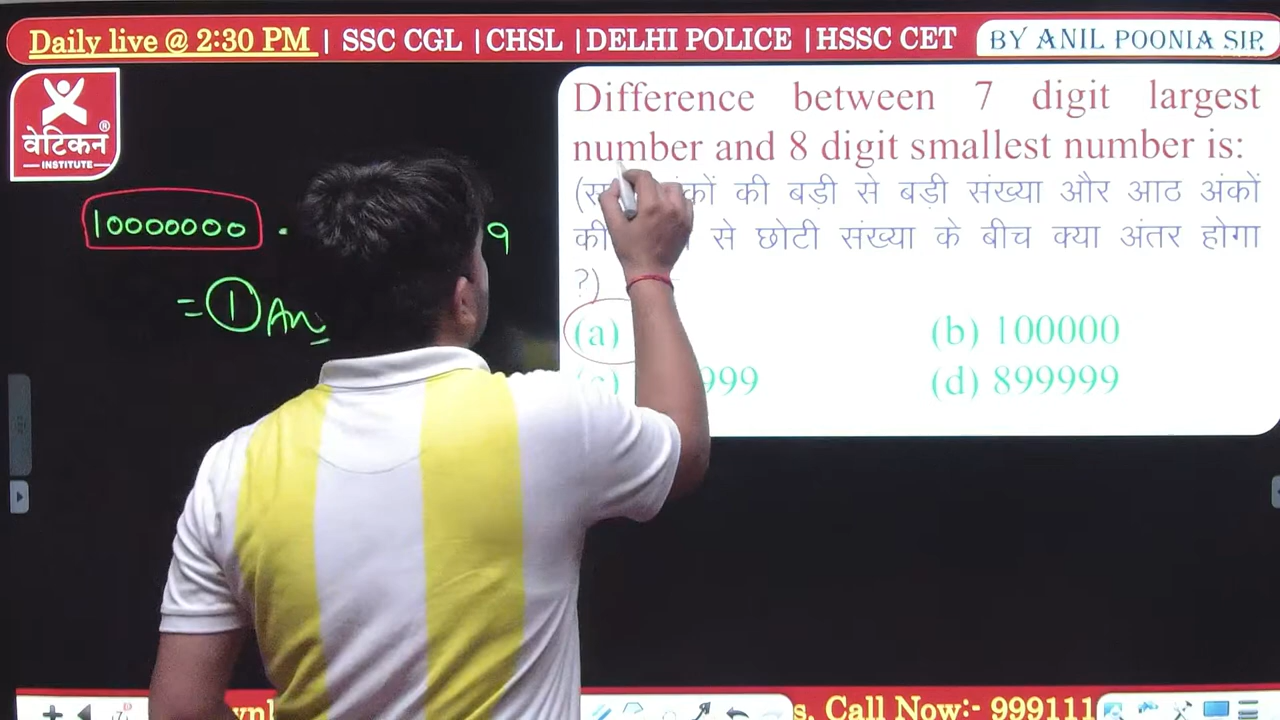 Daily live @ 2:30 PM | SSC CGL | CHSL | DELHI POLICE | HSSC CET BY ANIL POONIA SIR
वेटिकन ®
INSTITUTE
Difference between 7 digit largest
number and 8 digit smallest number is:
की बड़ी से बड़ी संख्या और आठ अंकों
की से छोटी संख्या के बीच क्या अंतर होगा
?)
10000000 - 9
= 1 Ans
(a) (b) 100000
999 (d) 899999
Call Now:- 999111